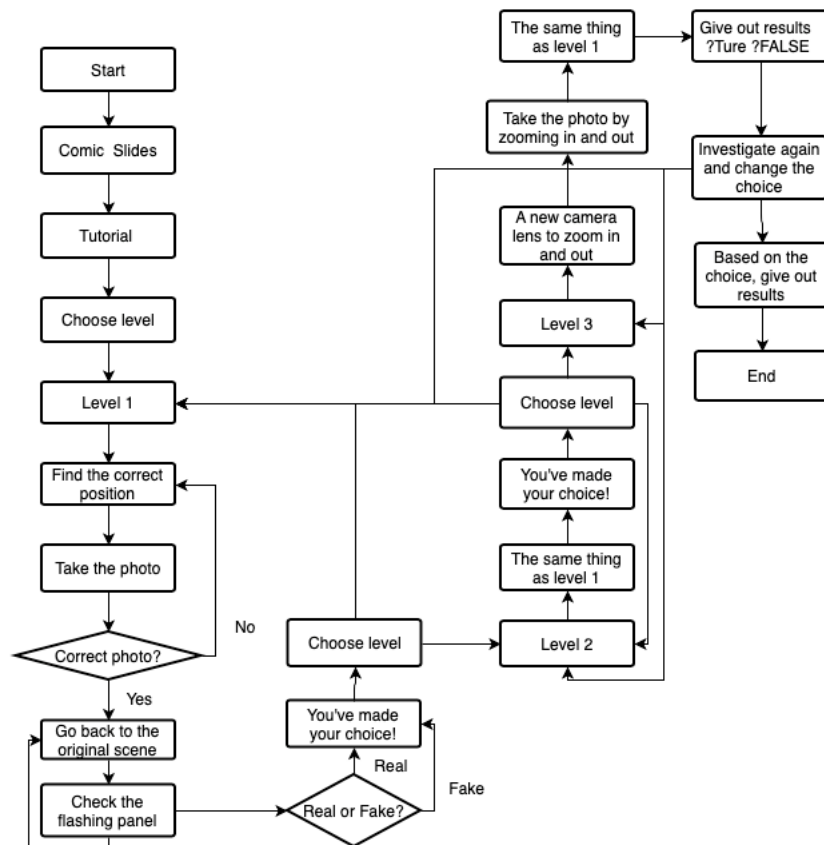 Start
Comic Slides
Tutorial
Choose level
Level 1
Find the correct
position
Take the photo
Correct photo?
No
Yes
Go back to the
original scene
Check the
flashing panel
Real or Fake?
Real
Fake
You've made
your choice!
Choose level
Level 2
The same thing
as level 1
You've made
your choice!
Choose level
Level 3
A new camera
lens to zoom in
and out
Take the photo by
zooming in and out
The same thing
as level 1
Give out results
?Ture ?FALSE
Investigate again
and change the
choice
Based on the
choice, give out
results
End